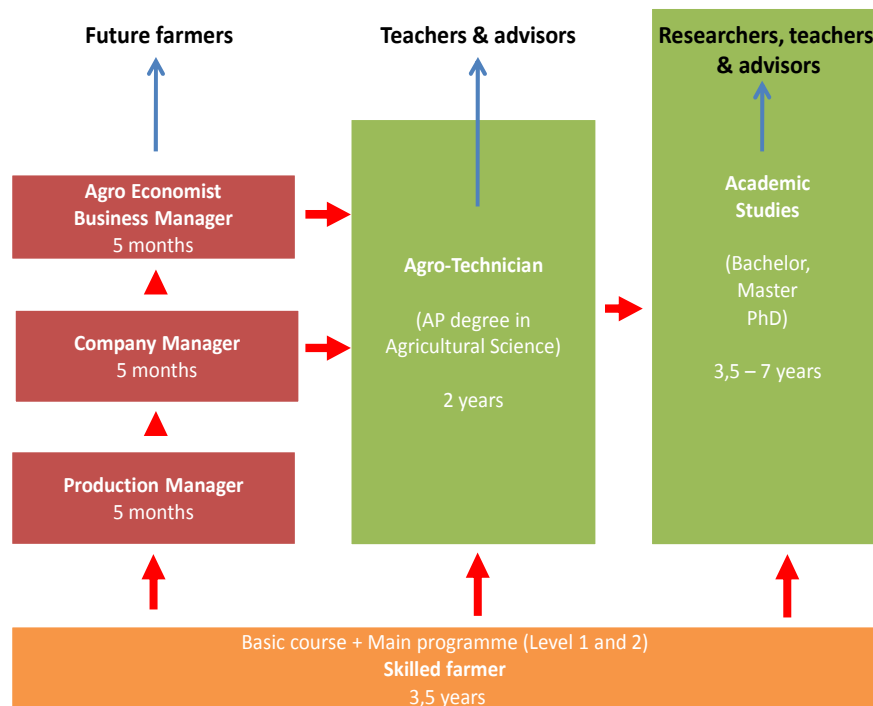 Future farmers
Teachers & advisors
Researchers, teachers
& advisors
Agro Economist
Business Manager
5 months
Company Manager
5 months
Production Manager
5 months
Agro-Technician
(AP degree in
Agricultural Science)
2 years
Academic
Studies
(Bachelor,
Master
PhD)
3,5 – 7 years
Basic course + Main programme (Level 1 and 2)
Skilled farmer
3,5 years